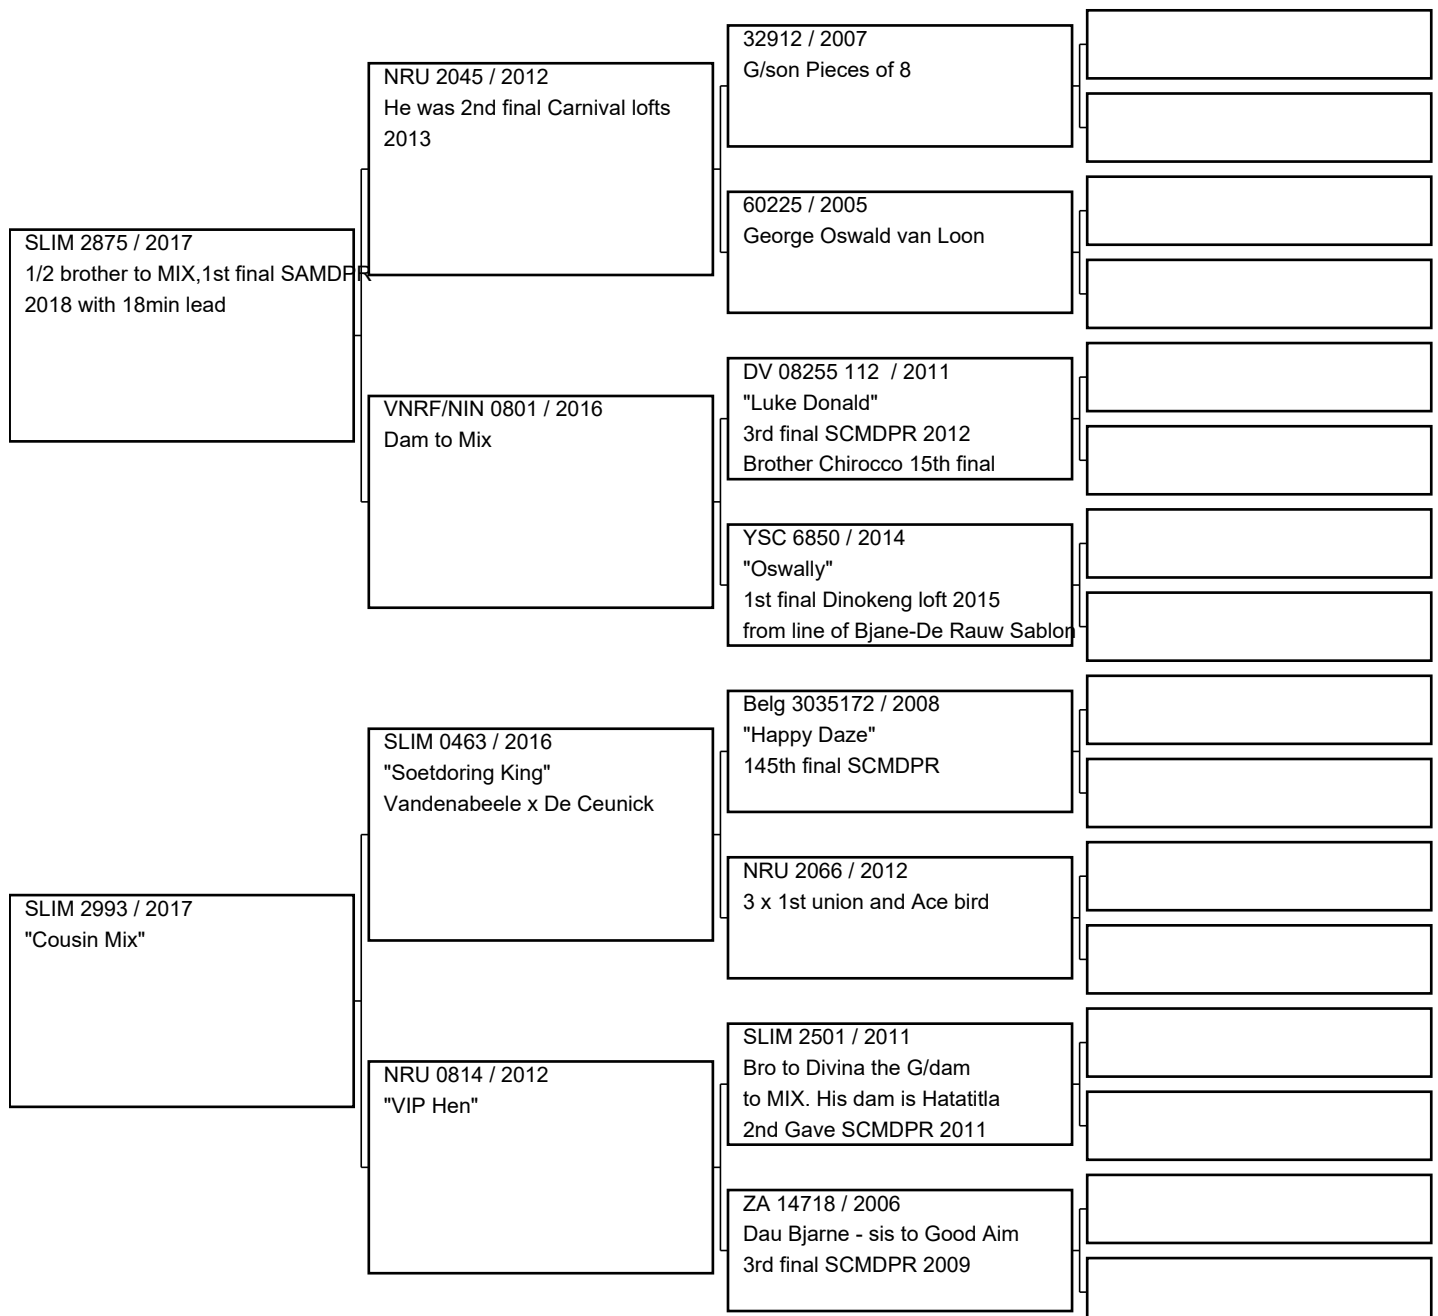 SLIM 2875 / 2017
1/2 brother to MIX,1st final SAMDPR
2018 with 18min lead
NRU 2045 / 2012
He was 2nd final Carnival lofts
2013
32912 / 2007
G/son Pieces of 8
60225 / 2005
George Oswald van Loon
VNRF/NIN 0801 / 2016
Dam to Mix
DV 08255 112 / 2011
"Luke Donald"
3rd final SCMDPR 2012
Brother Chirocco 15th final
YSC 6850 / 2014
"Oswally"
1st final Dinokeng loft 2015
from line of Bjane-De Rauw Sablon
SLIM 2993 / 2017
"Cousin Mix"
SLIM 0463 / 2016
"Soetdoring King"
Vandenabeele x De Ceunick
Belg 3035172 / 2008
"Happy Daze"
145th final SCMDPR
NRU 2066 / 2012
3 x 1st union and Ace bird
NRU 0814 / 2012
"VIP Hen"
SLIM 2501 / 2011
Bro to Divina the G/dam
to MIX. His dam is Hatatitla
2nd Gave SCMDPR 2011
ZA 14718 / 2006
Dau Bjarne - sis to Good Aim
3rd final SCMDPR 2009